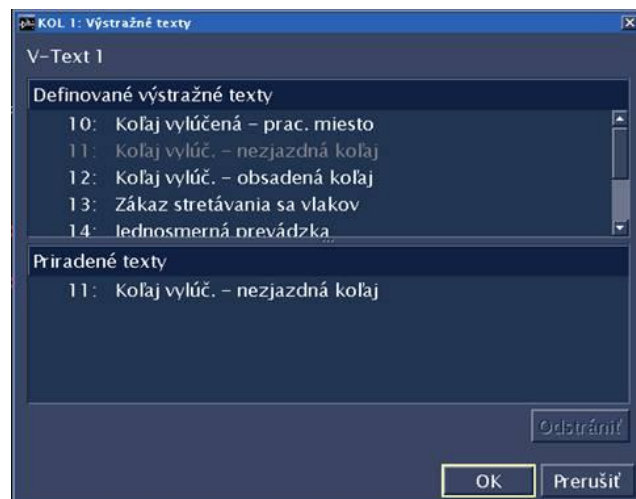 KOL 1: Výstražné texty
V-Text 1
Definované výstražné texty
10: Koľaj vylúčená – prac. miesto
11: Koľaj vylúč. – nezjazdná koľaj
12: Koľaj vylúč. – obsadená koľaj
13: Zákaz stretávania sa vlakov
14: Jednosmerná prevádzka
Priradené texty
11: Koľaj vylúč. – nezjazdná koľaj
Odstrániť
OK Prerušiť